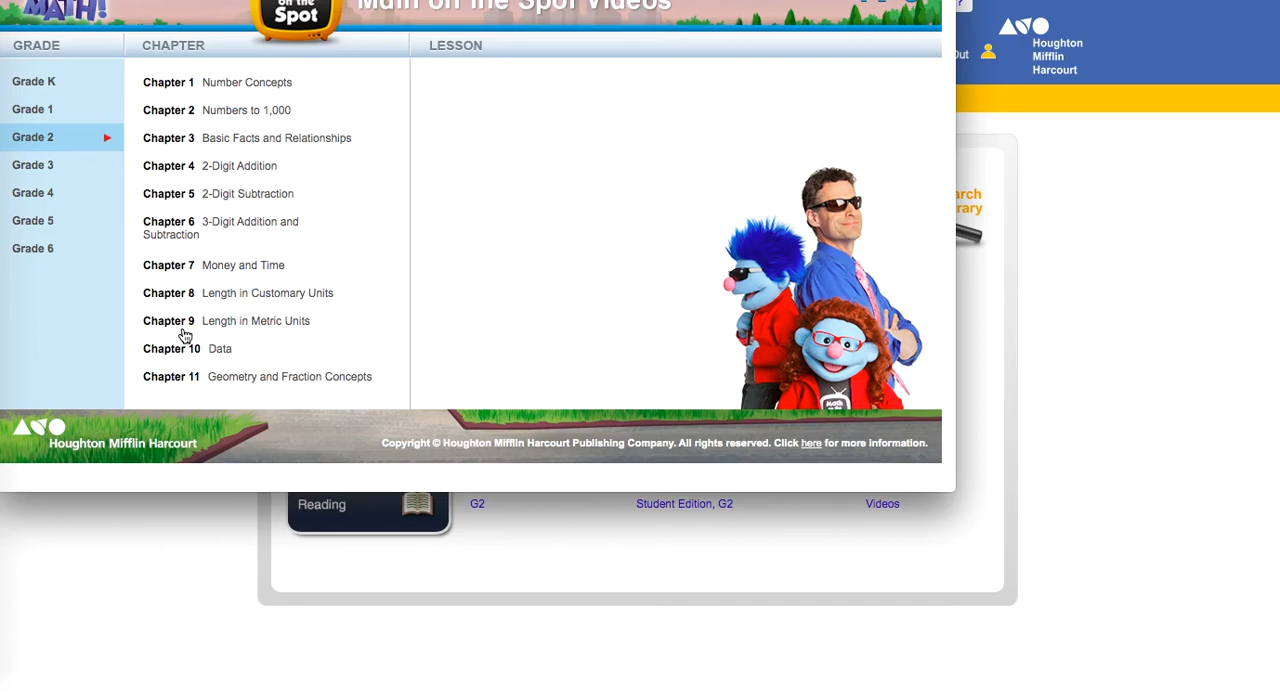 MATH!
on the
Spot
Math on the Spot Videos
?
Out
Houghton
Mifflin
Harcourt
GRADE
CHAPTER
LESSON
Grade K
Grade 1
Grade 2
Grade 3
Grade 4
Grade 5
Grade 6
Chapter 1 Number Concepts
Chapter 2 Numbers to 1,000
Chapter 3 Basic Facts and Relationships
Chapter 4 2-Digit Addition
Chapter 5 2-Digit Subtraction
Chapter 6 3-Digit Addition and
Subtraction
Chapter 7 Money and Time
Chapter 8 Length in Customary Units
Chapter 9 Length in Metric Units
Chapter 10 Data
Chapter 11 Geometry and Fraction Concepts
arch
rary
Math
on the
Houghton Mifflin Harcourt
Copyright © Houghton Mifflin Harcourt Publishing Company. All rights reserved. Click here for more information.
Reading
G2
Student Edition, G2
Videos